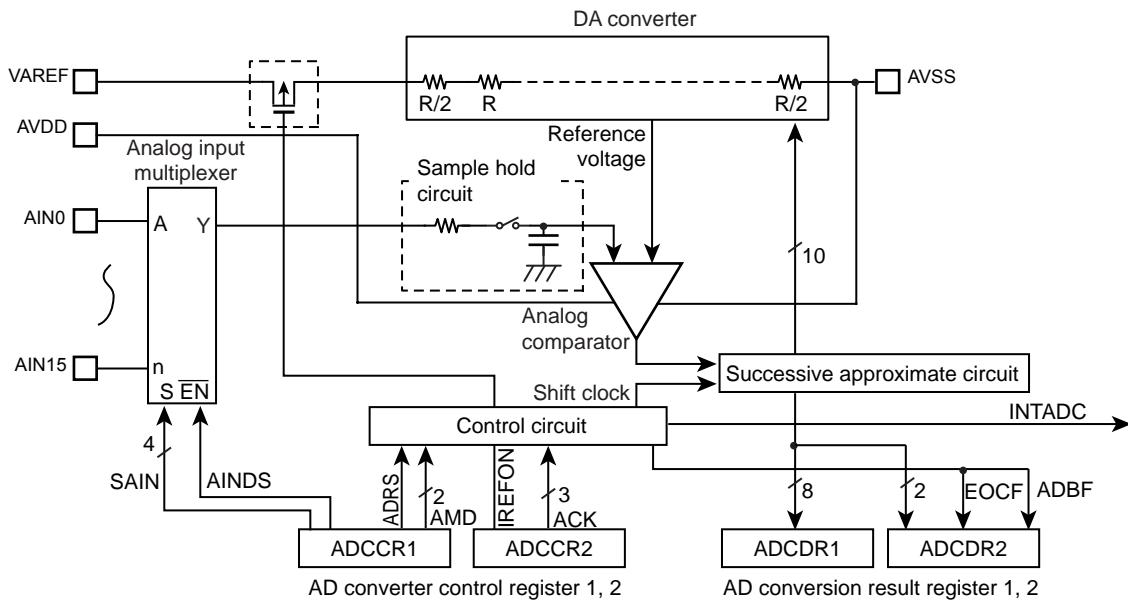 DA converter
VAREF
R/2
R
R/2
AVSS
AVDD
Analog input
multiplexer
Reference
voltage
Sample hold
circuit
AIN0
A
Y
10
Analog
comparator
AIN15
n
S
EN
Shift clock
Successive approximate circuit
INTADC
Control circuit
4
SAIN
AINDS
ADRS
2
AMD
IREFON
3
ACK
8
2
EOCF
ADBF
ADCCR1
ADCCR2
ADCDR1
ADCDR2
AD converter control register 1, 2
AD conversion result register 1, 2